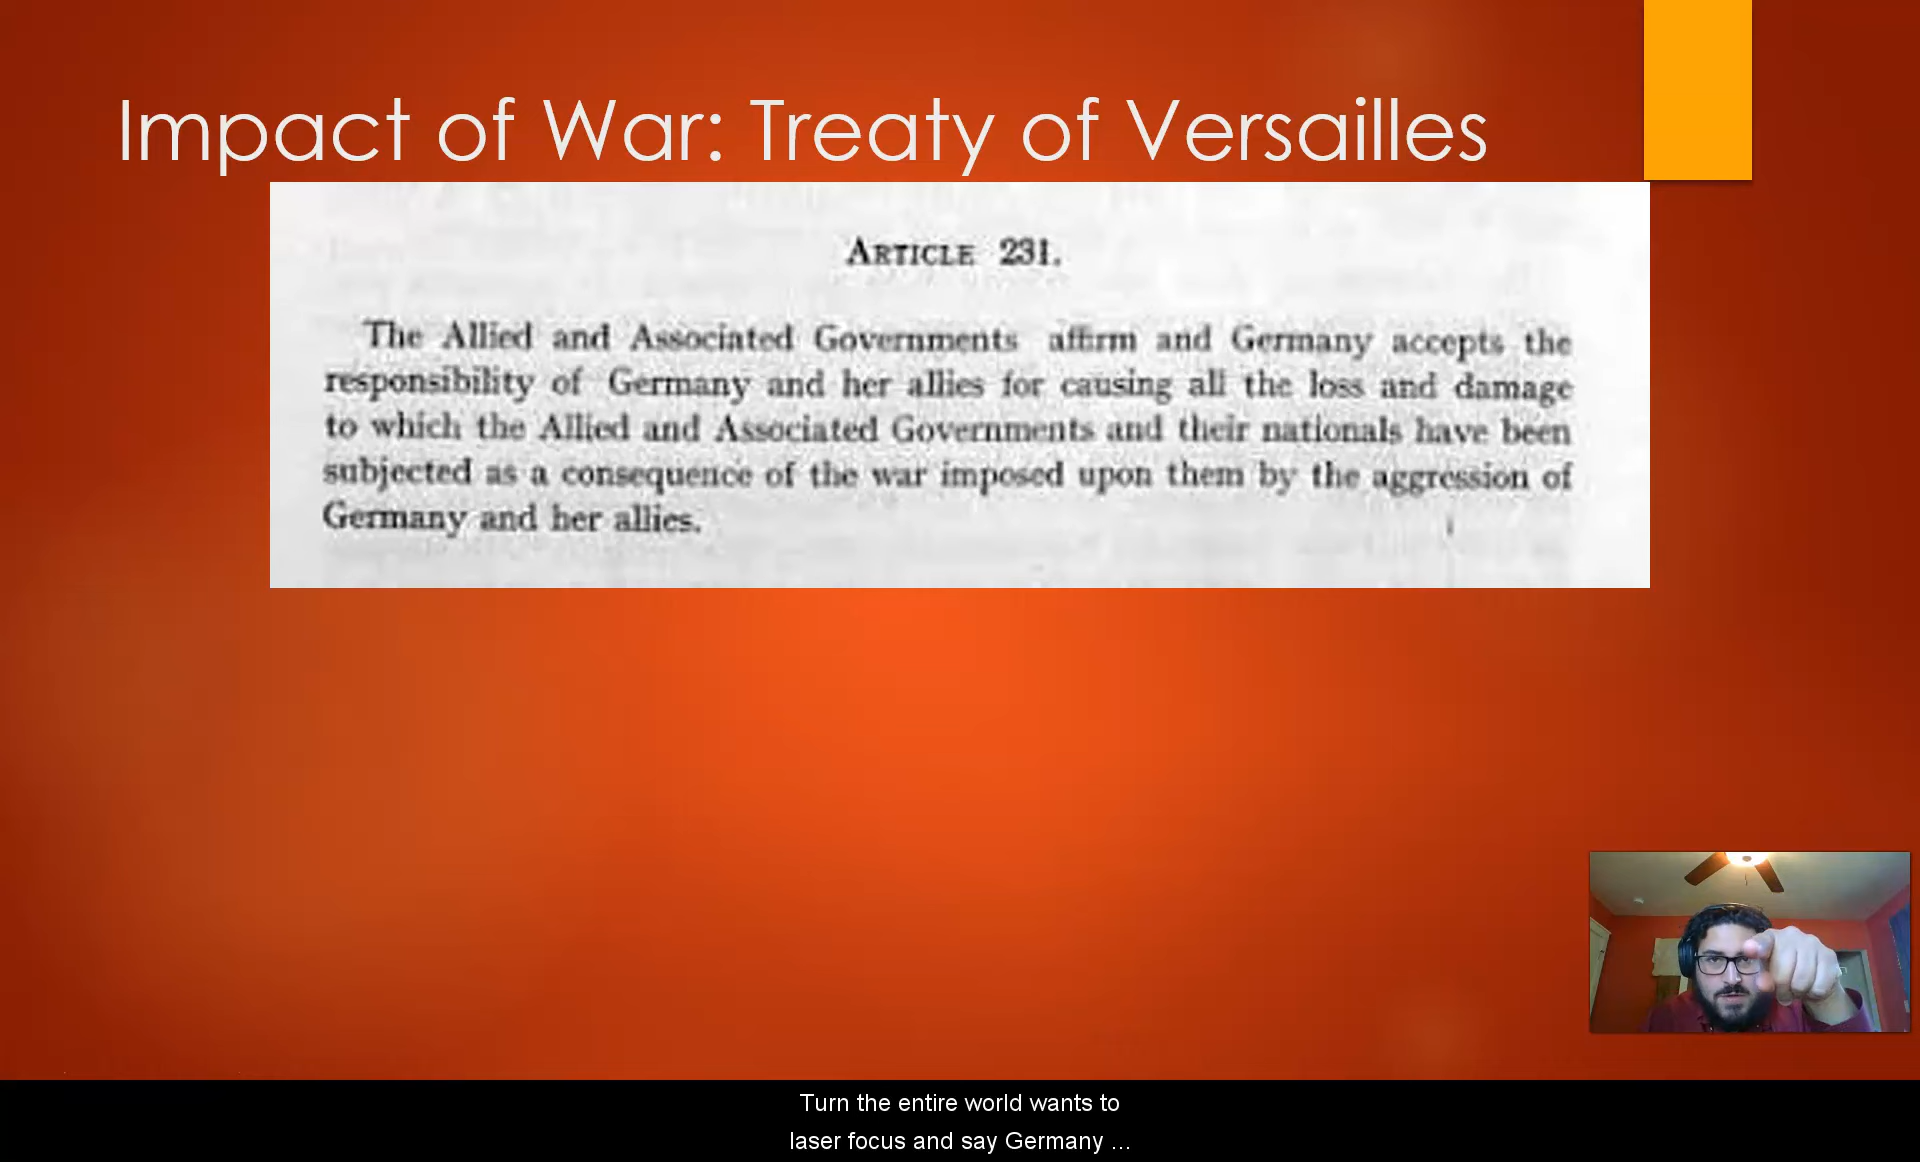 Impact of War: Treaty of Versailles
ARTICLE 231.
The Allied and Associated Governments affirm and Germany accepts the
responsibility of Germany and her allies for causing all the loss and damage
to which the Allied and Associated Governments and their nationals have been
subjected as a consequence of the war imposed upon them by the aggression of
Germany and her allies.
Turn the entire world wants to
laser focus and say Germany ...